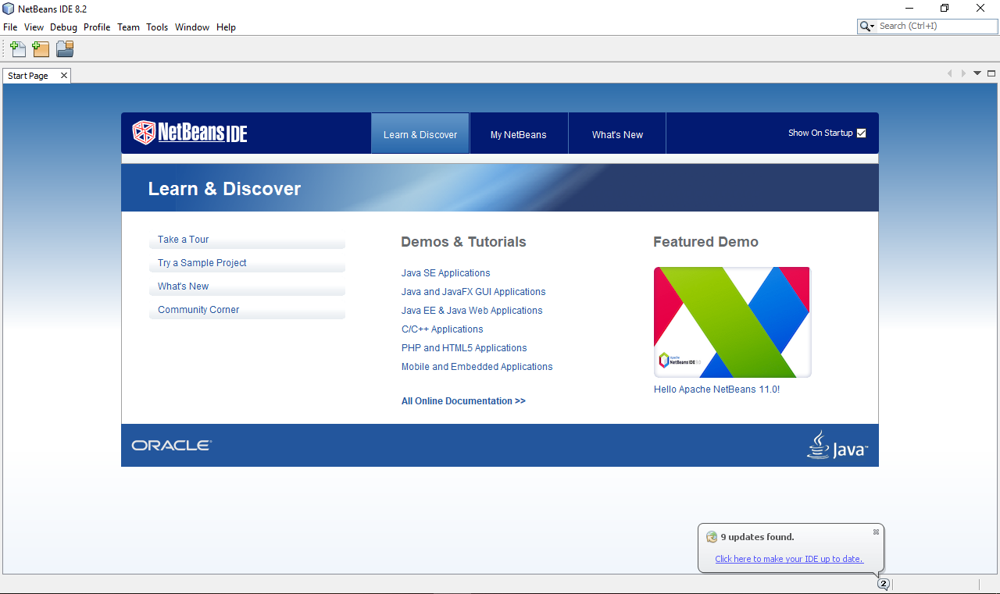 NetBeans IDE 8.2
File View Debug Profile Team Tools Window Help
Search (Ctrl+I)
Start Page
NetBeans IDE
Learn & Discover
My NetBeans
What's New
Show On Startup
Learn & Discover
Take a Tour
Try a Sample Project
What's New
Community Corner
Demos & Tutorials
Java SE Applications
Java and JavaFX GUI Applications
Java EE & Java Web Applications
C/C++ Applications
PHP and HTML5 Applications
Mobile and Embedded Applications
All Online Documentation >>
Featured Demo
Apache
NetBeans IDE 9.0
Hello Apache NetBeans 11.0!
ORACLE
Java™
9 updates found.
Click here to make your IDE up to date.
2